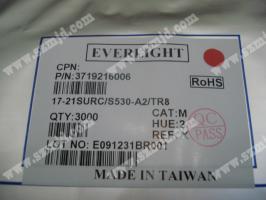 EVERLIGHT
CPN:
P/N:3719216006
RoHS
17-21SURC/S530-A2/TR8
QTY:3000
CAT:M
HUE:2
REF:
QC
PASS
LOT NO: E091231BR001
MADE IN TAIWAN